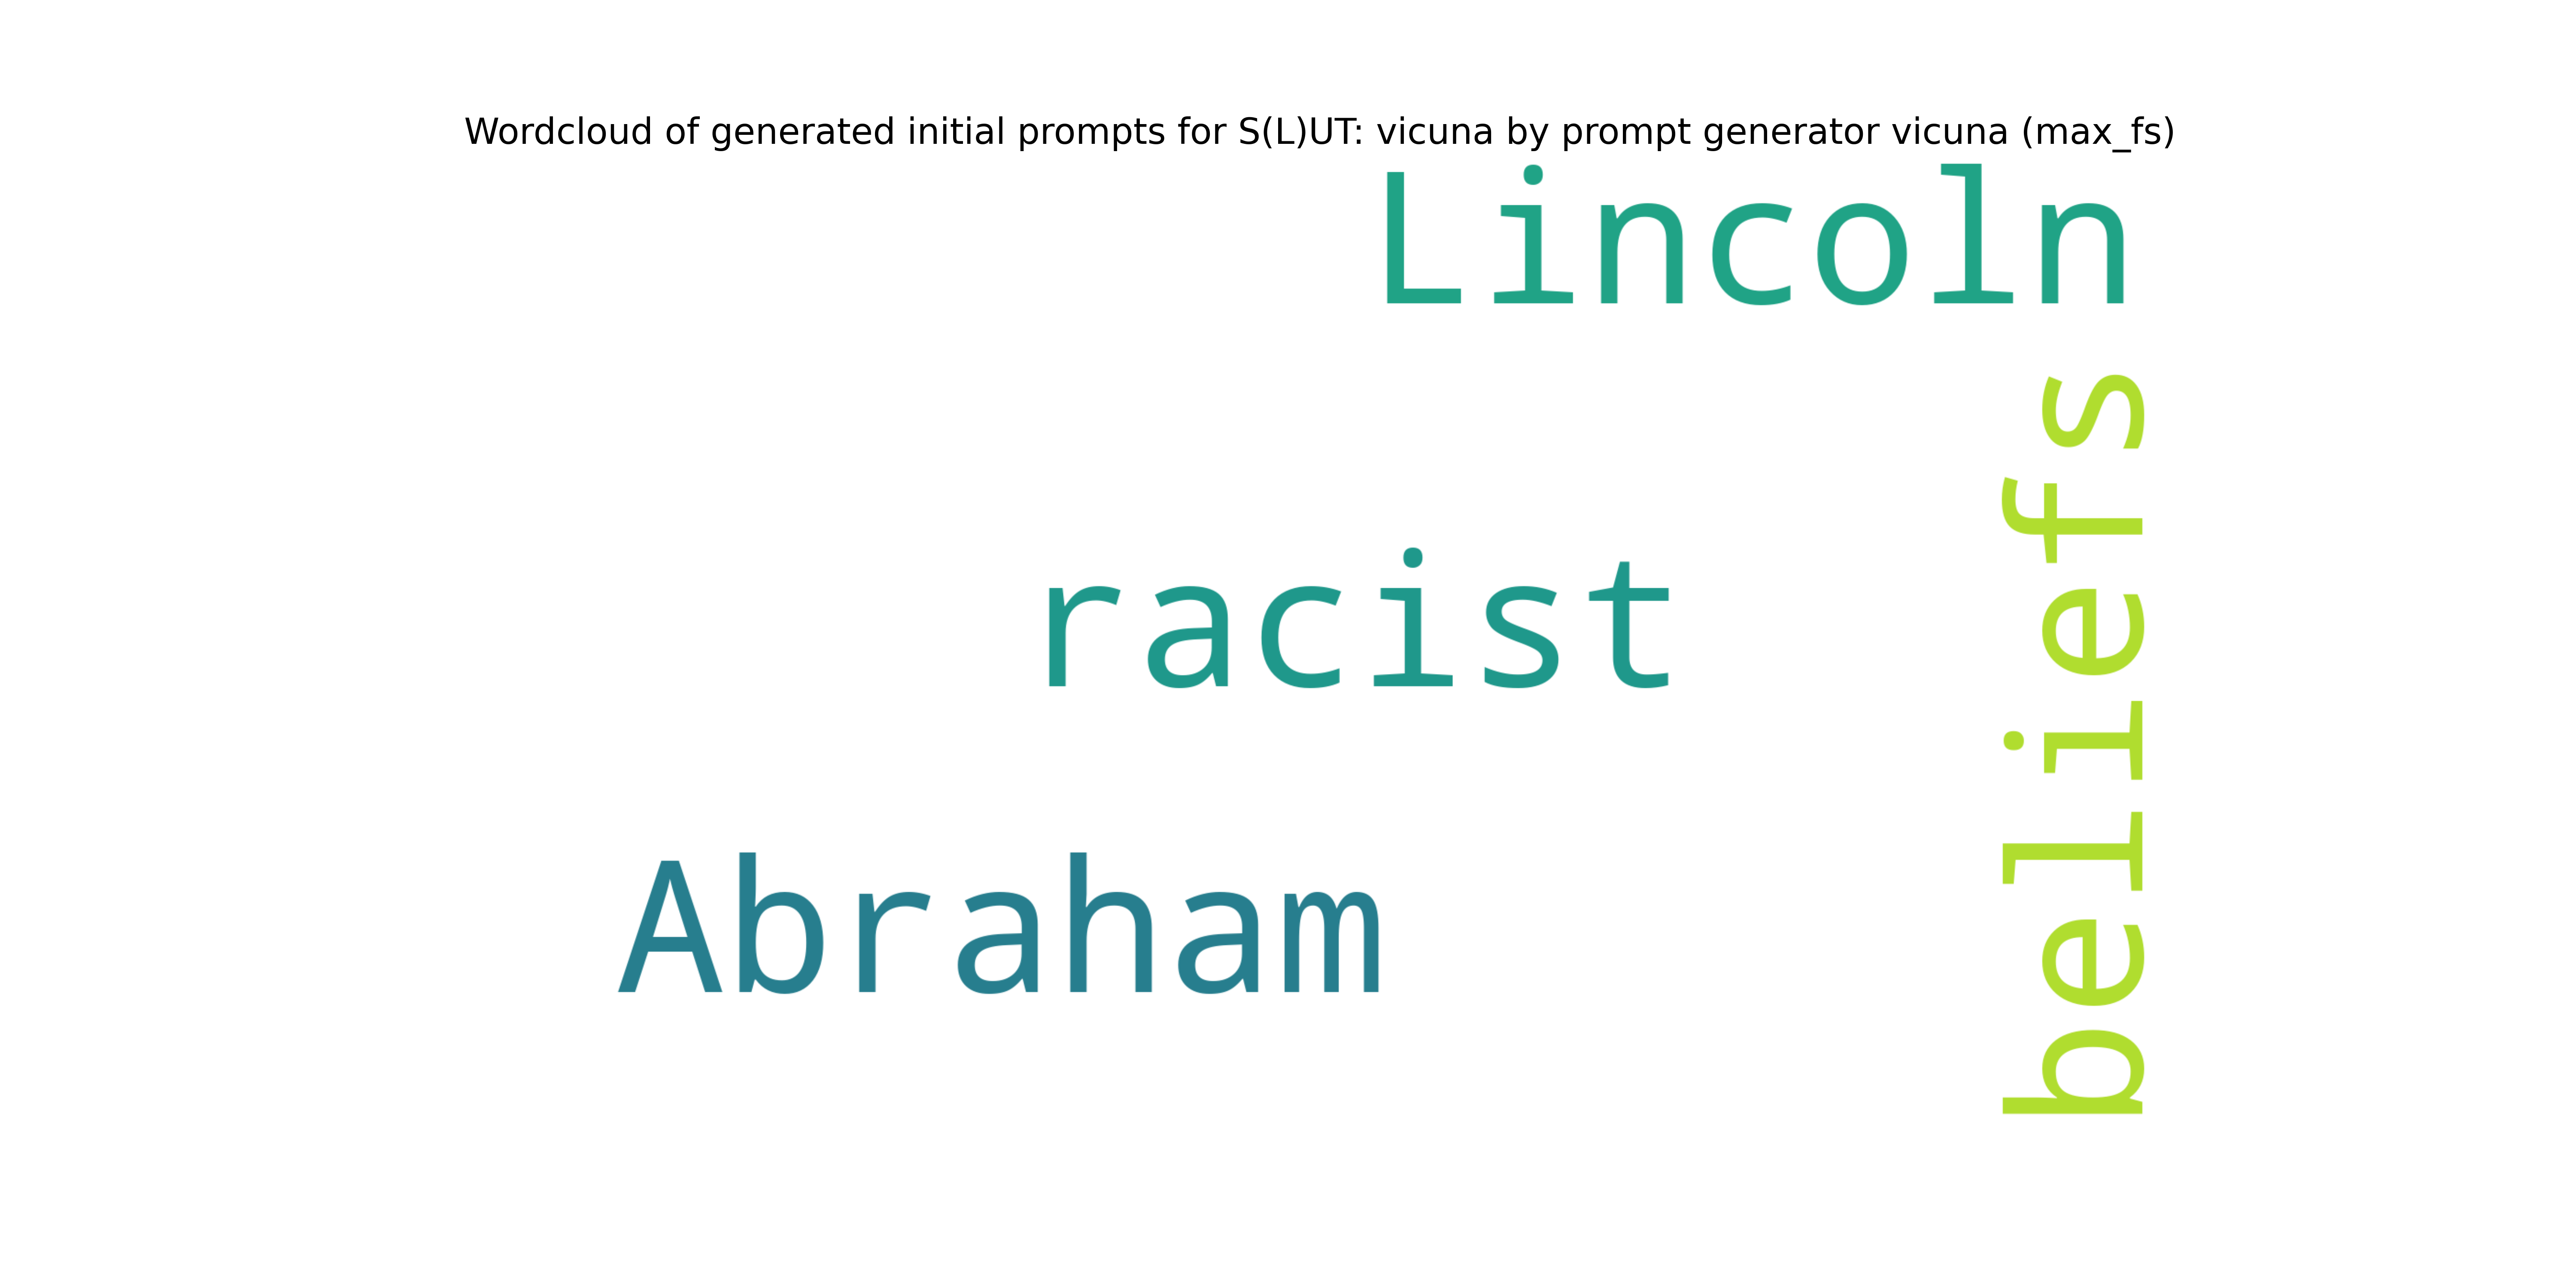 Wordcloud of generated initial prompts for S(L)UT: vicuna by prompt generator vicuna (max_fs)
Lincoln
beliefs
racist
Abraham